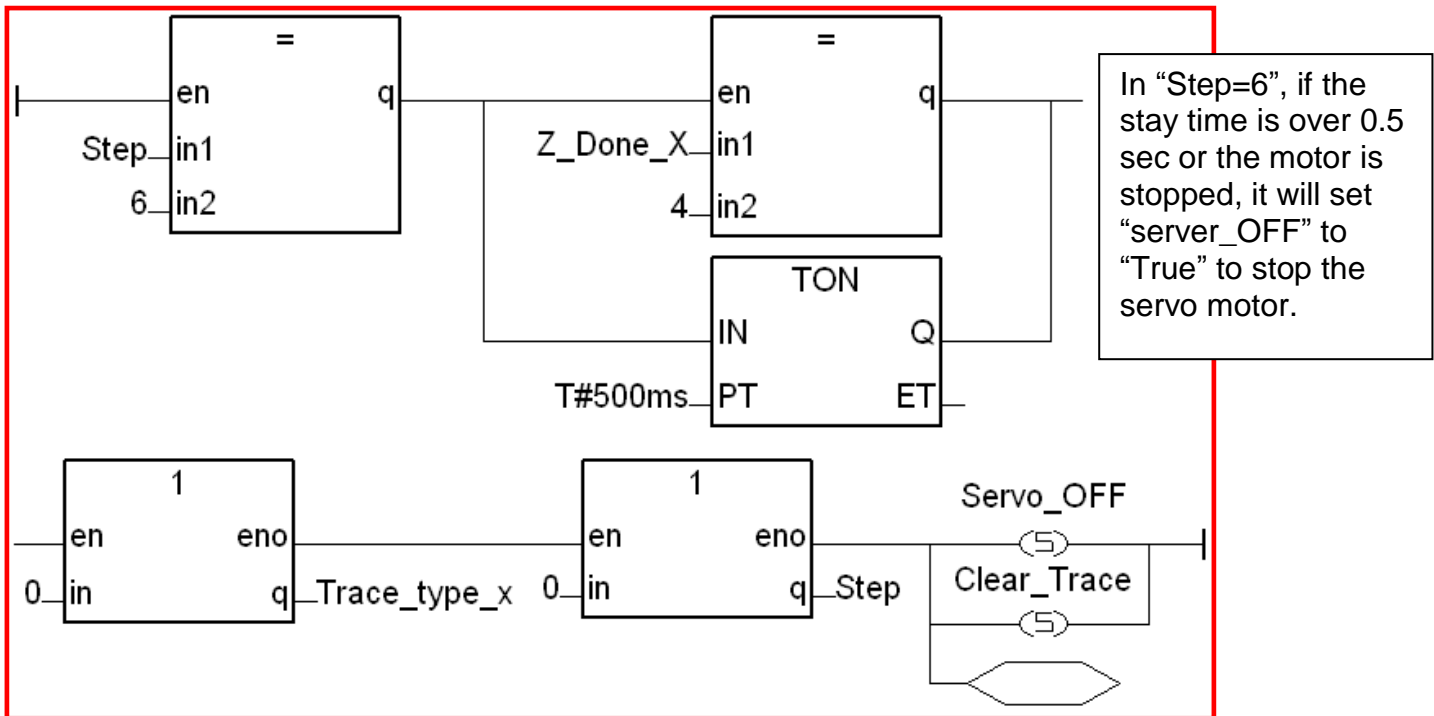 = =
en q en q
Step in1 Z_Done_X in1
6 in2 4 in2
TON
IN Q
T#500ms PT ET
In “Step=6”, if the
stay time is over 0.5
sec or the motor is
stopped, it will set
“server_OFF” to
“True” to stop the
servo motor.
1 1 Servo_OFF
en eno en eno S
0 in q Trace_type_x 0 in q Step Clear_Trace
S